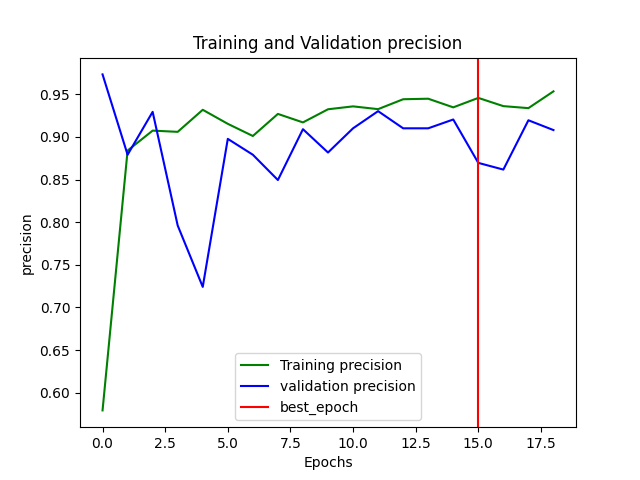 Training and Validation precision
precision
0.95
0.90
0.85
0.80
0.75
0.70
0.65
0.60
Training precision
validation precision
best_epoch
0.0 2.5 5.0 7.5 10.0 12.5 15.0 17.5
Epochs